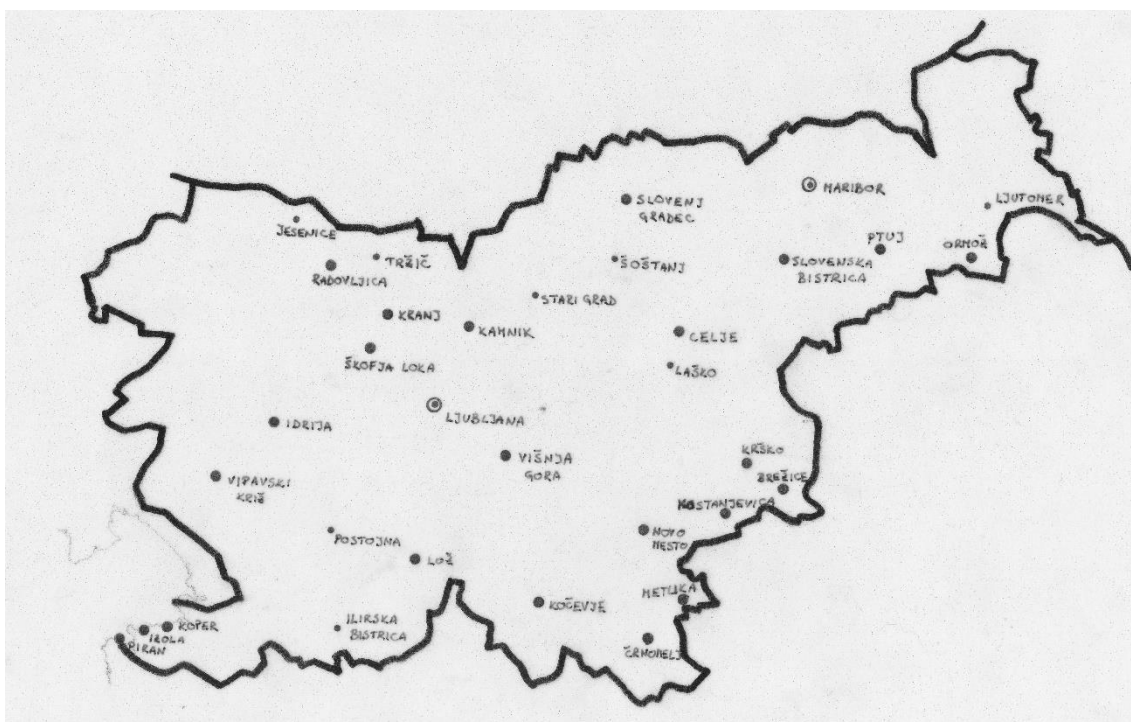 MARIBOR
SLOVENJ
GRADEC
LJUTOMER
JESENICE
PTUJ
ORMOŽ
TRŽIČ
ŠOŠTANJ
SLOVENSKA
BISTRICA
RADOVLJICA
STARI GRAD
KRANJ
KAMNIK
CELJE
ŠKOFJA LOKA
LAŠKO
LJUBLJANA
IDRIJA
VIŠNJA
GORA
KRŠKO
BREŽICE
VIPAVSKI
KRIŽ
KOSTANJEVICA
POSTOJNA
NOVO
MESTO
LOŽ
METLIKA
KOČEVJE
KOPER
IZOLA
PIRAN
ILIRSKA
BISTRICA
ČRNOMELJ